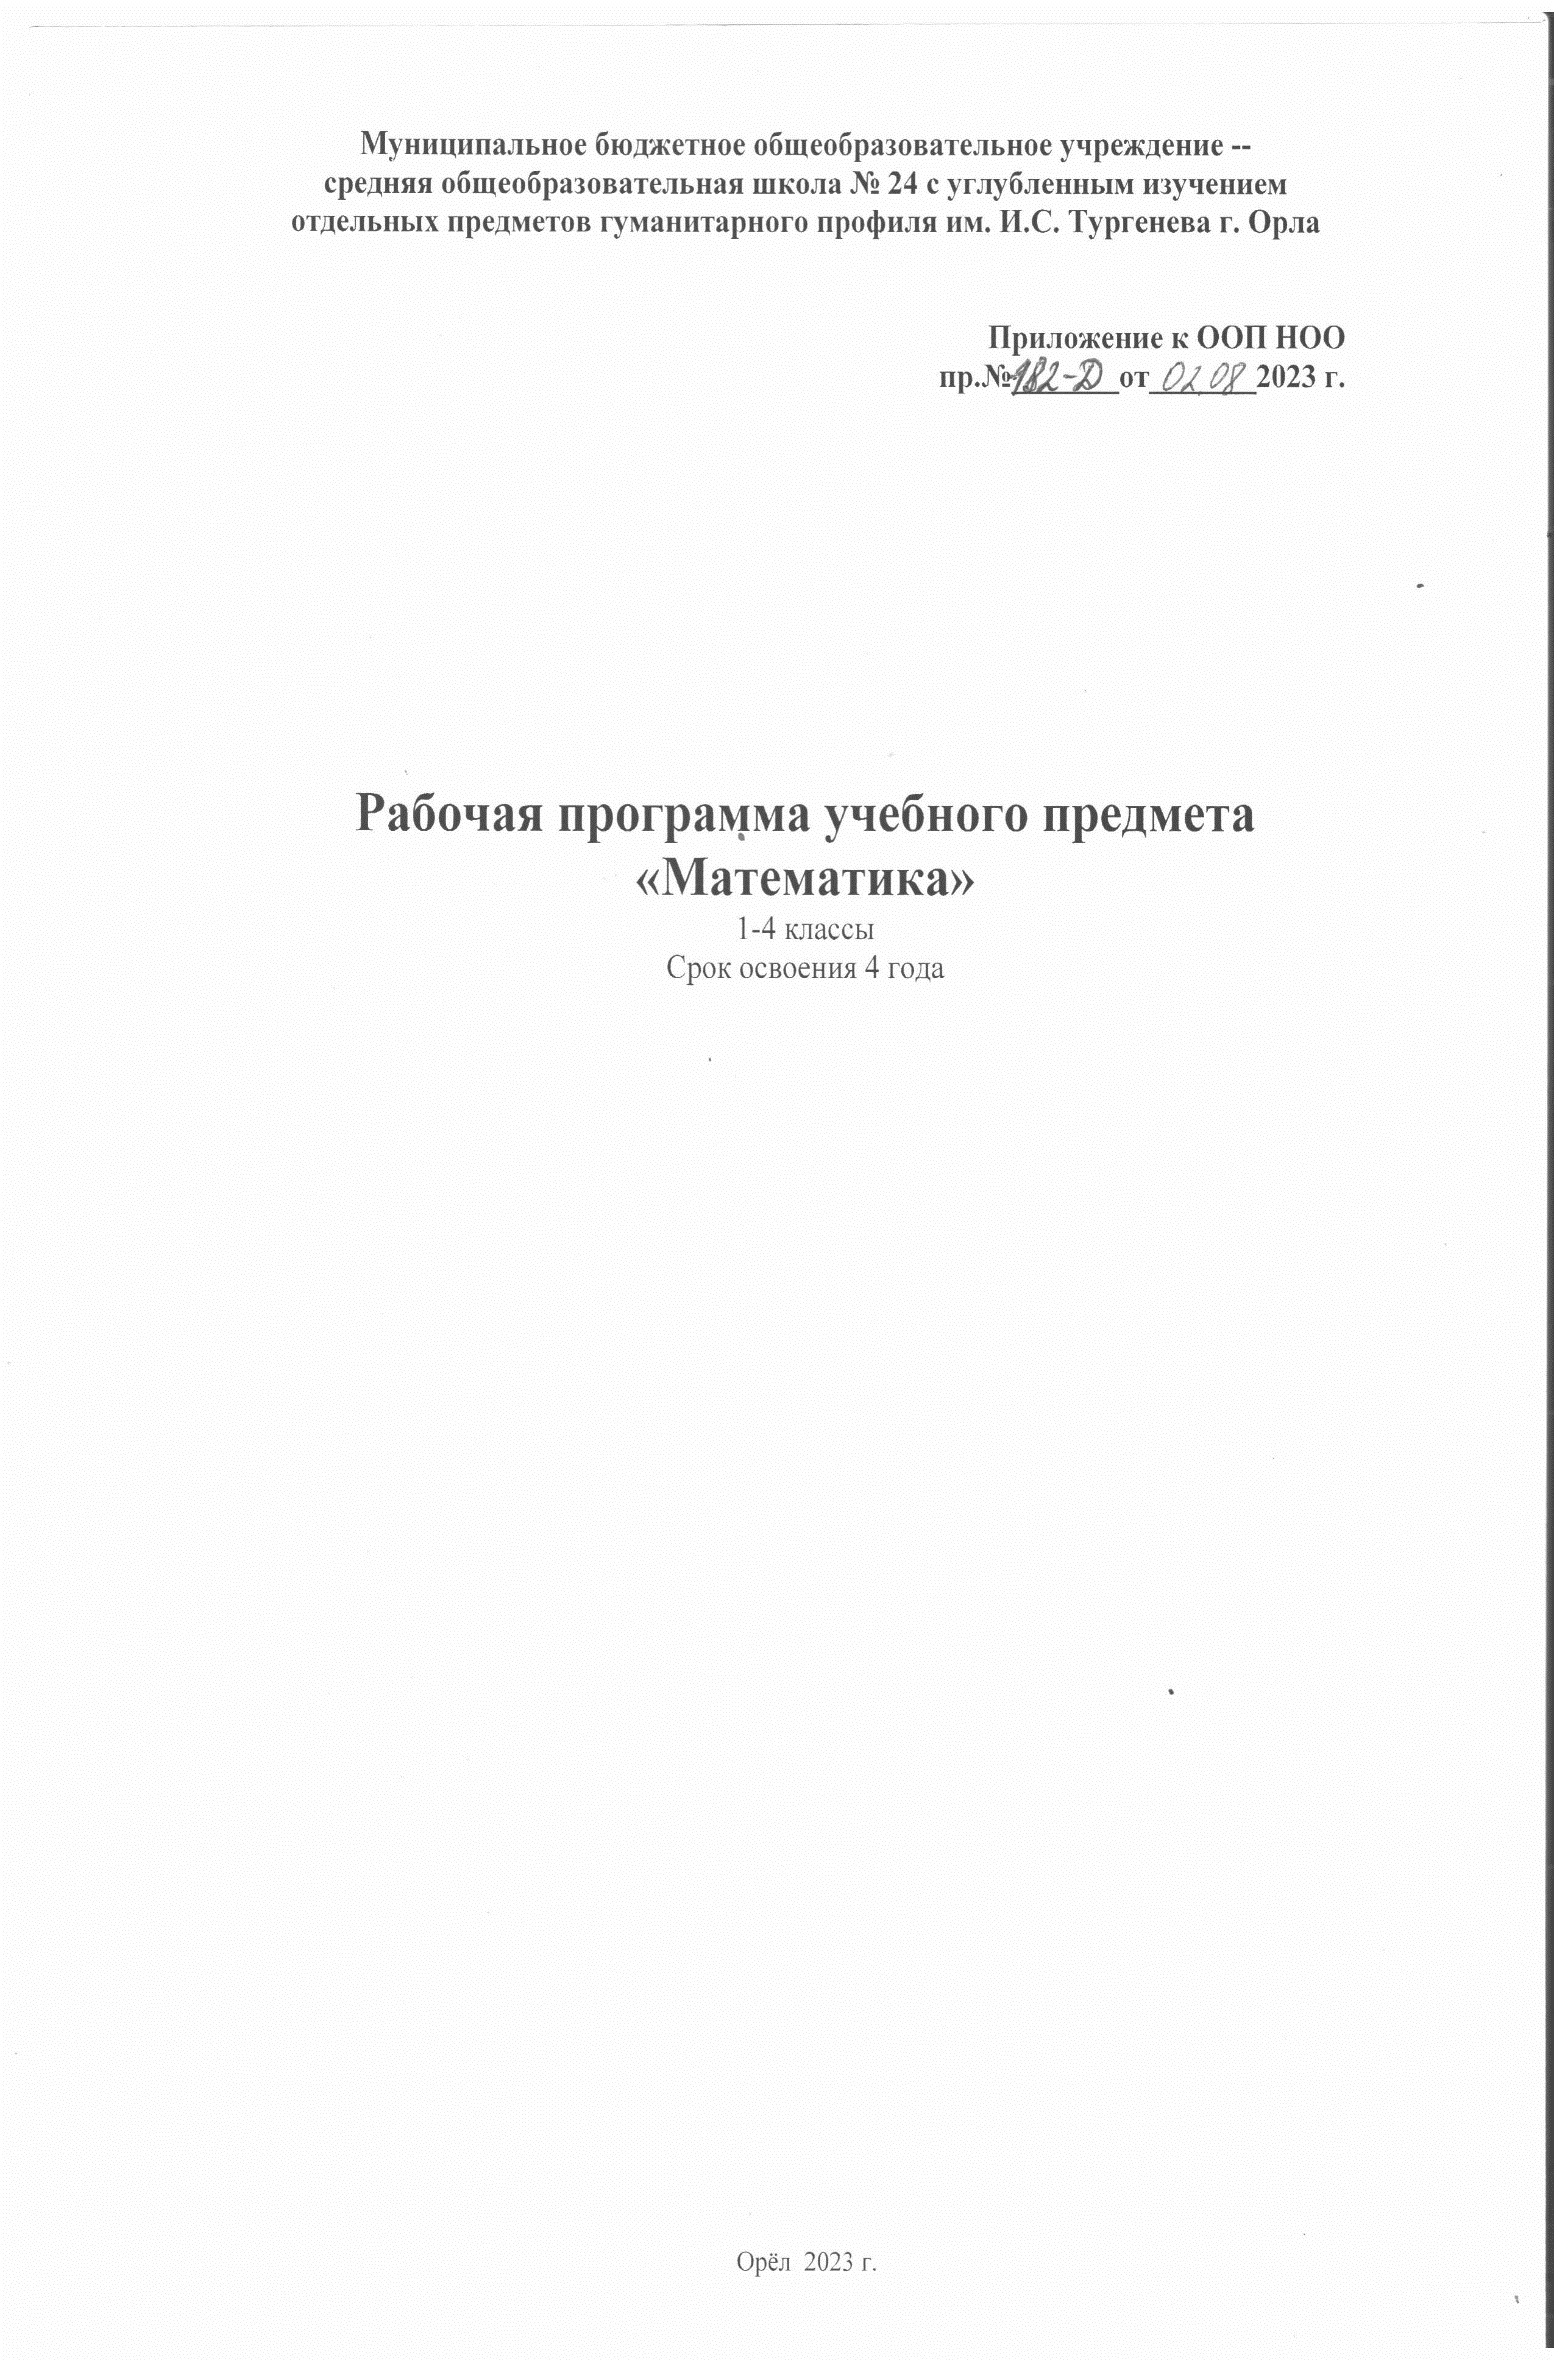 Муниципальное бюджетное общеобразовательное учреждение --
средняя общеобразовательная школа № 24 с углубленным изучением
отдельных предметов гуманитарного профиля им. И.С. Тургенева г. Орла
Приложение к ООП НОО
пр.№ 182-Д от 02.08 2023 г.
Рабочая программа учебного предмета
«Математика»
1-4 классы
Срок освоения 4 года
Орёл 2023 г.